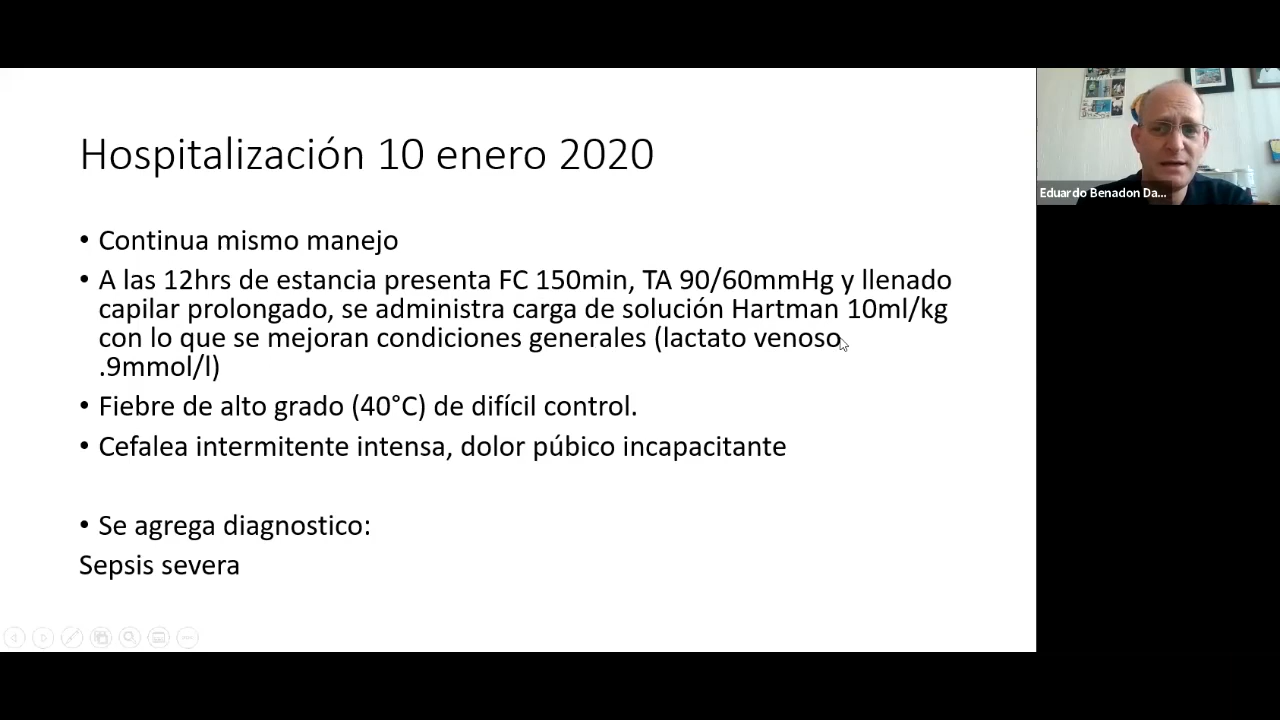 Hospitalización 10 enero 2020
• Continua mismo manejo
• A las 12hrs de estancia presenta FC 150min, TA 90/60mmHg y llenado
capilar prolongado, se administra carga de solución Hartman 10ml/kg
con lo que se mejoran condiciones generales (lactato venoso
.9mmol/l)
• Fiebre de alto grado (40°C) de difícil control.
• Cefalea intermitente intensa, dolor púbico incapacitante
• Se agrega diagnostico:
Sepsis severa
Eduardo Benadon Da...